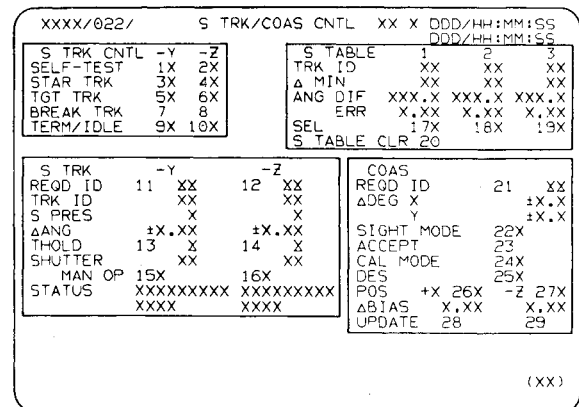 XXXX/022/ S TRK/COAS CNTL XX X DDD/HH:MM:SS
DDD/HH:MM:SS
S TRK CNTL -Y -Z
SELF-TEST 1X 2X
STAR TRK 3X 4X
TGT TRK 5X 6X
BREAK TRK 7 8
TERM/IDLE 9X 10X
S TABLE 1 2 3
TRK ID XX XX XX
Δ MIN XX XX XX
ANG DIF XXX.X XXX.X XXX.X
ERR X.XX X.XX X.XX
SEL 17X 18X 19X
S TABLE CLR 20
S TRK -Y -Z
REQD ID 11 XX 12 XX
TRK ID XX XX
S PRES X X
ΔANG ±X.XX ±X.XX
THOLD 13 X 14 X
SHUTTER XX XX
MAN OP 15X 16X
STATUS XXXXXXXXX XXXXXXXXX
XXXX XXXX
COAS
REQD ID 21 XX
ΔDEG X ±X.X
Y ±X.X
SIGHT MODE 22X
ACCEPT 23
CAL MODE 24X
DES 25X
POS +X 26X -Z 27X
ΔBIAS X.XX X.XX
UPDATE 28 29
(XX)